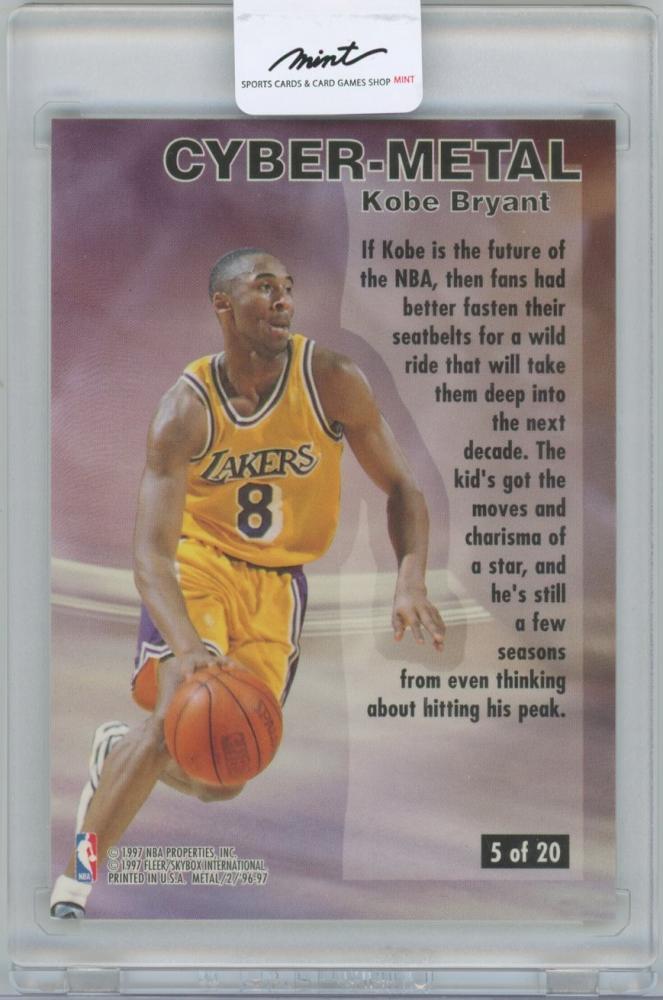 mint
SPORTS CARDS & CARD GAMES SHOP MINT
CYBER-METAL
Kobe Bryant
If Kobe is the future of
the NBA, then fans had
better fasten their
seatbelts for a wild
ride that will take
them deep into
the next
decade. The
kid's got the
moves and
charisma of
a star, and
he's still
a few
seasons
from even thinking
about hitting his peak.
LAKERS
8
NBA
© 1997 NBA PROPERTIES, INC.
© 1997 FLEER/SKYBOX INTERNATIONAL
PRINTED IN U.S.A. METAL/2/'96-97
5 of 20